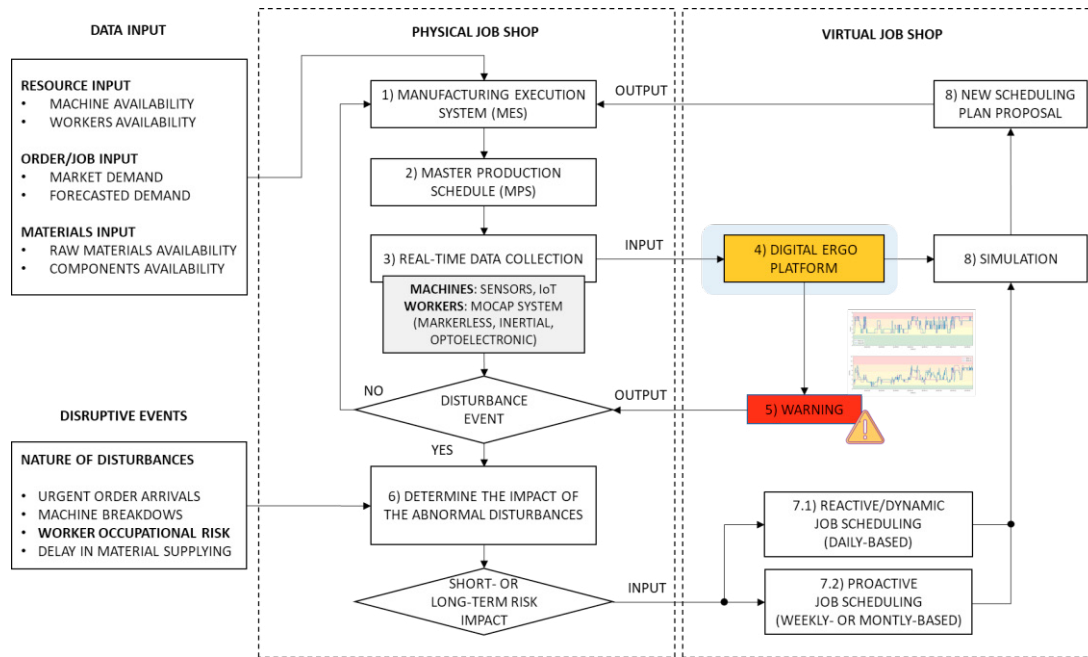 DATA INPUT
RESOURCE INPUT
• MACHINE AVAILABILITY
• WORKERS AVAILABILITY
ORDER/JOB INPUT
• MARKET DEMAND
• FORECASTED DEMAND
MATERIALS INPUT
• RAW MATERIALS AVAILABILITY
• COMPONENTS AVAILABILITY
DISRUPTIVE EVENTS
NATURE OF DISTURBANCES
• URGENT ORDER ARRIVALS
• MACHINE BREAKDOWNS
• WORKER OCCUPATIONAL RISK
• DELAY IN MATERIAL SUPPLYING
PHYSICAL JOB SHOP
1) MANUFACTURING EXECUTION
SYSTEM (MES)
2) MASTER PRODUCTION
SCHEDULE (MPS)
3) REAL-TIME DATA COLLECTION
MACHINES: SENSORS, IoT
WORKERS: MOCAP SYSTEM
(MARKERLESS, INERTIAL,
OPTOELECTRONIC)
NO
DISTURBANCE
EVENT
YES
6) DETERMINE THE IMPACT OF
THE ABNORMAL DISTURBANCES
SHORT- OR
LONG-TERM RISK
IMPACT
OUTPUT
INPUT
OUTPUT
INPUT
VIRTUAL JOB SHOP
8) NEW SCHEDULING
PLAN PROPOSAL
4) DIGITAL ERGO
PLATFORM
8) SIMULATION
5) WARNING
7.1) REACTIVE/DYNAMIC
JOB SCHEDULING
(DAILY-BASED)
7.2) PROACTIVE
JOB SCHEDULING
(WEEKLY- OR MONTLY-BASED)